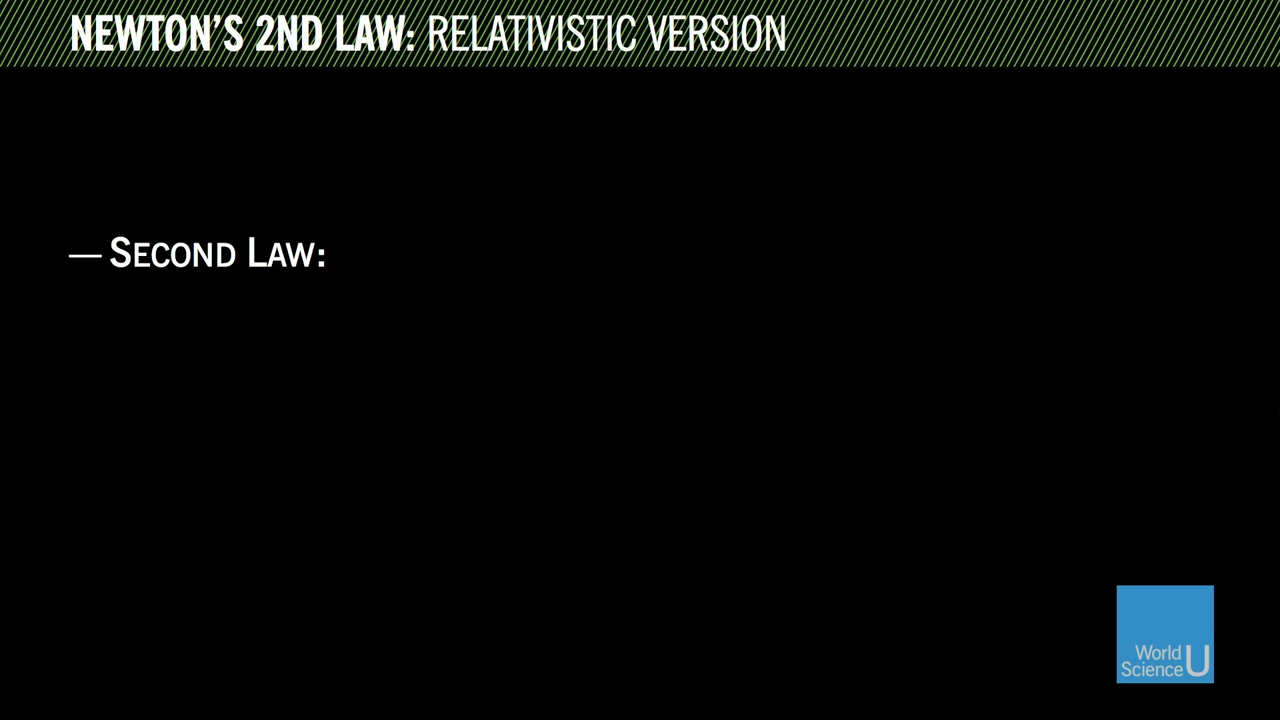 NEWTON'S 2ND LAW: RELATIVISTIC VERSION
— SECOND LAW:
World
Science U